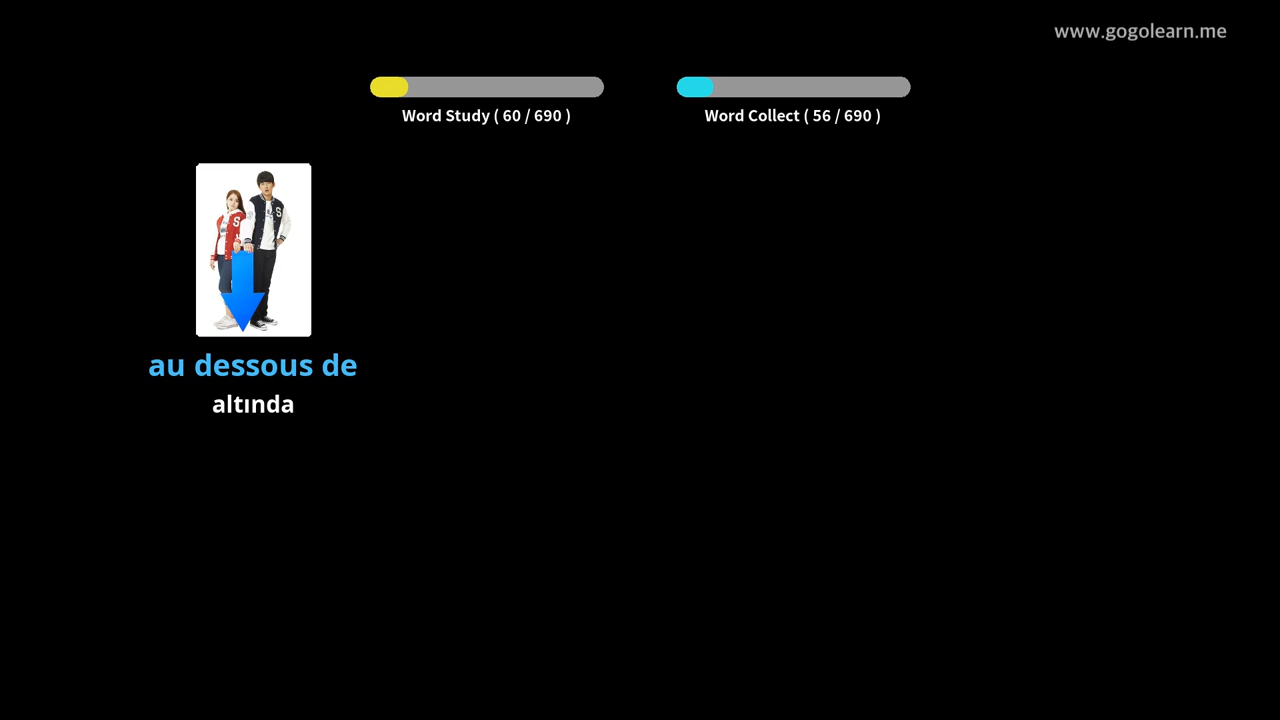 www.gogolearn.me
Word Study ( 60 / 690 )
Word Collect ( 56 / 690 )
S
S
au dessous de
altında